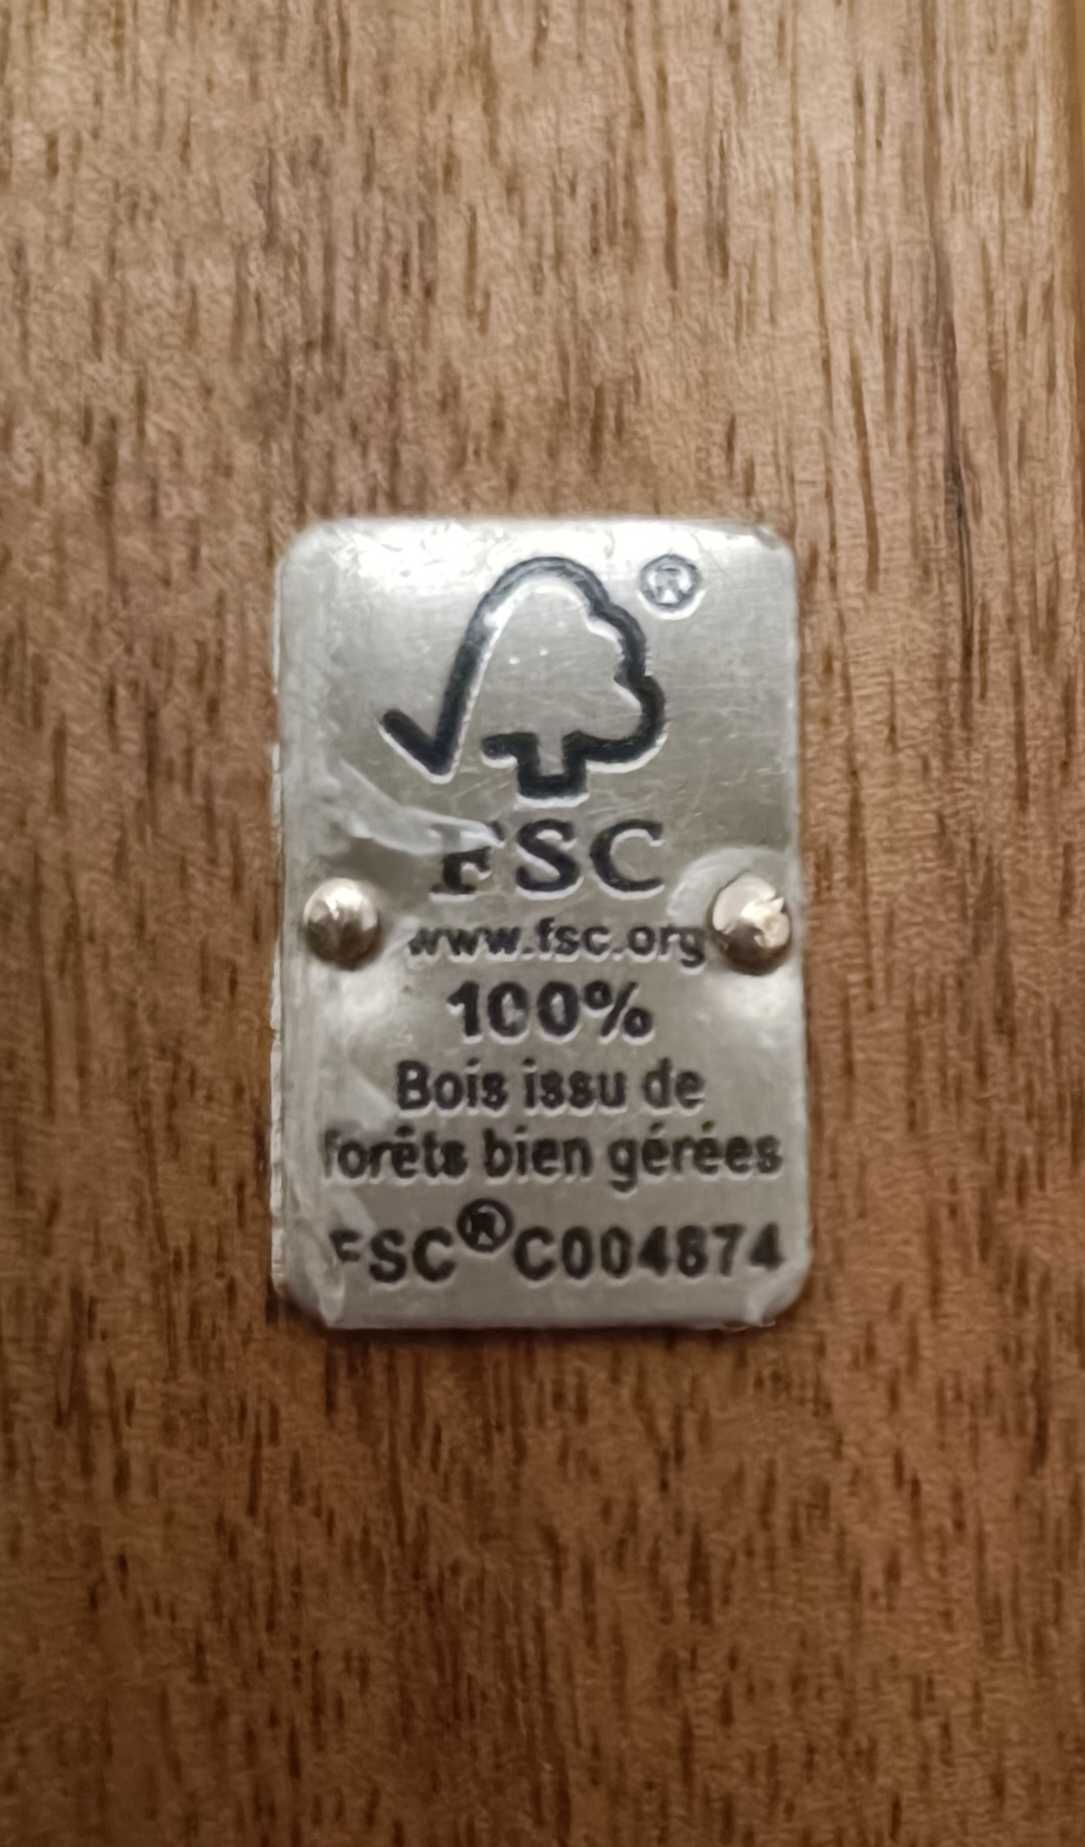 ®
FSC
www.fsc.org
100%
Bois issu de
forêts bien gérées
FSC® C004874